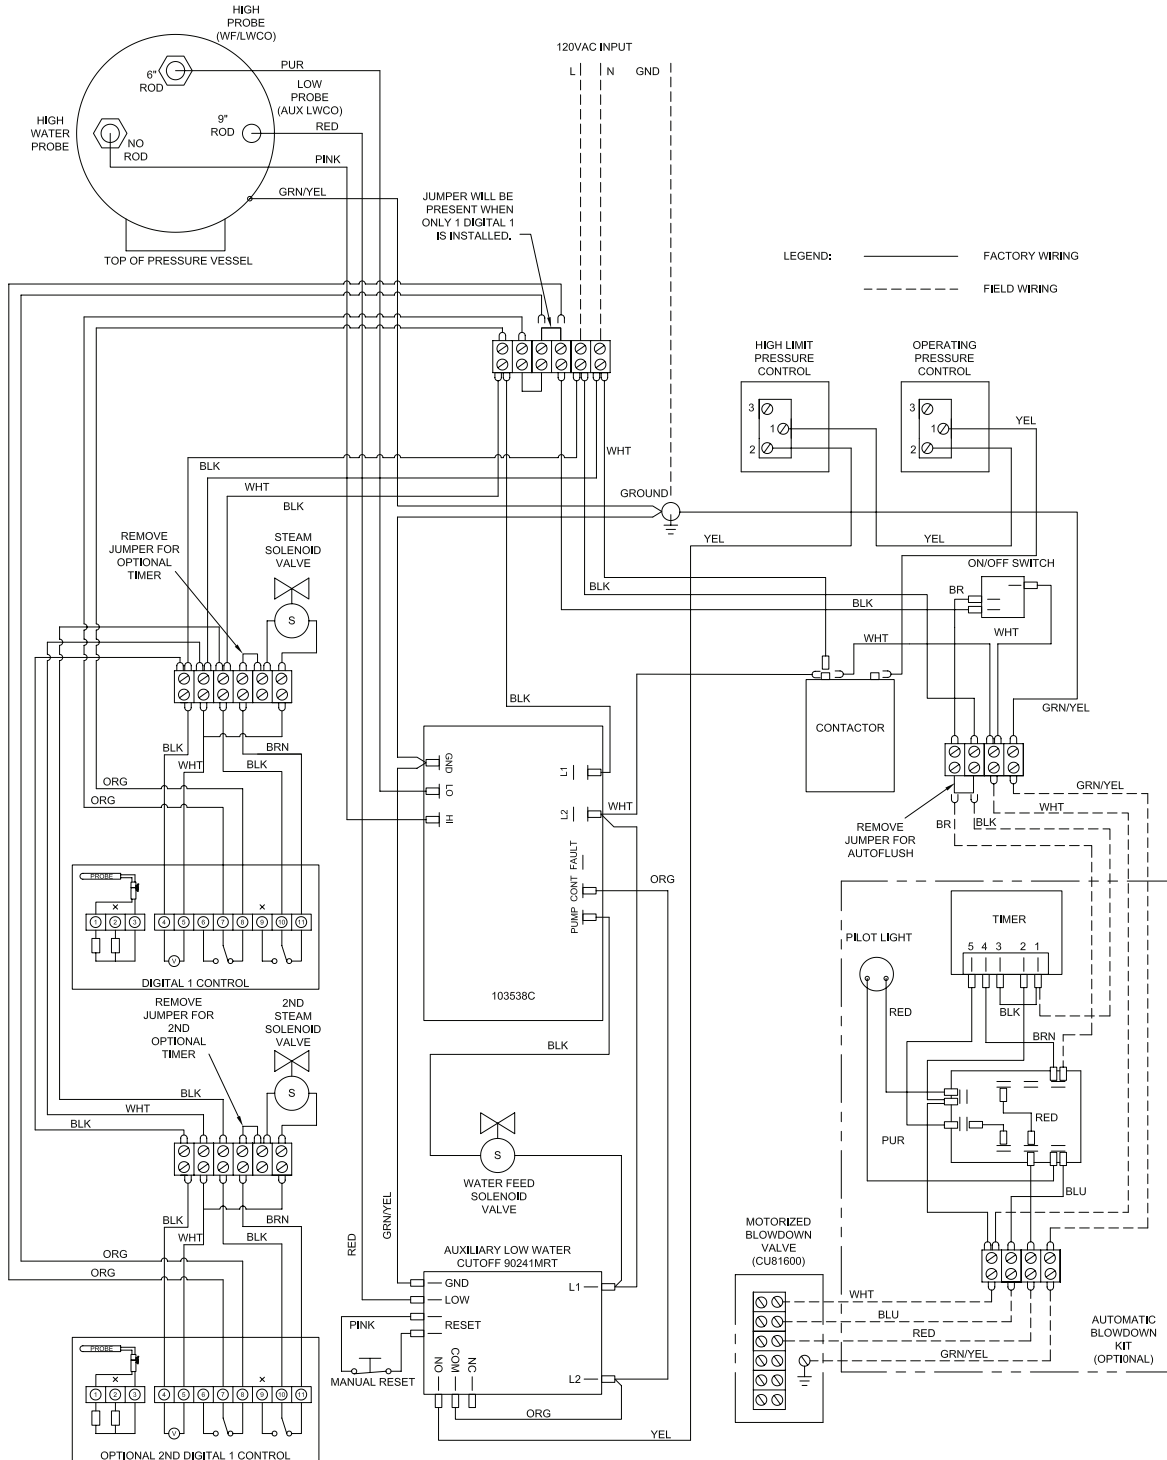 HIGH
PROBE
(WF/LWCO)
PUR
6"
ROD
LOW
PROBE
(AUX LWCO)
HIGH
WATER
PROBE
9"
ROD
RED
NO
ROD
PINK
GRN/YEL
TOP OF PRESSURE VESSEL
120VAC INPUT
L
N
GND
JUMPER WILL BE
PRESENT WHEN
ONLY 1 DIGITAL 1
IS INSTALLED.
LEGEND:
FACTORY WIRING
FIELD WIRING
HIGH LIMIT
PRESSURE
CONTROL
3
1
2
OPERATING
PRESSURE
CONTROL
3
1
2
YEL
WHT
BLK
WHT
BLK
GROUND
YEL
YEL
REMOVE
JUMPER FOR
OPTIONAL
TIMER
STEAM
SOLENOID
VALVE
S
BLK
BLK
ON/OFF SWITCH
BR
WHT
WHT
BLK
CONTACTOR
GRN/YEL
BLK
BRN
WHT
BLK
ORG
ORG
GND
LO
HI
L1
L2
WHT
FAULT
CONT
PUMP
ORG
103538C
GRN/YEL
WHT
BR
BLK
REMOVE
JUMPER FOR
AUTOFLUSH
PROBE
1 2 3 4 5 6 7 8 9 10 11
V
DIGITAL 1 CONTROL
TIMER
5 4 3 2 1
PILOT LIGHT
RED
BLK
BRN
RED
PUR
BLU
REMOVE
JUMPER FOR
2ND
OPTIONAL
TIMER
2ND
STEAM
SOLENOID
VALVE
S
BLK
WHT
BLK
BLK
S
WATER FEED
SOLENOID
VALVE
BLK
BRN
WHT
BLK
ORG
ORG
GRN/YEL
RED
AUXILIARY LOW WATER
CUTOFF 90241MRT
GND
LOW
RESET
L1
L2
NO
COM
NC
PINK
MANUAL RESET
ORG
YEL
MOTORIZED
BLOWDOWN
VALVE
(CU81600)
WHT
BLU
RED
GRN/YEL
AUTOMATIC
BLOWDOWN
KIT
(OPTIONAL)
PROBE
1 2 3 4 5 6 7 8 9 10 11
V
OPTIONAL 2ND DIGITAL 1 CONTROL